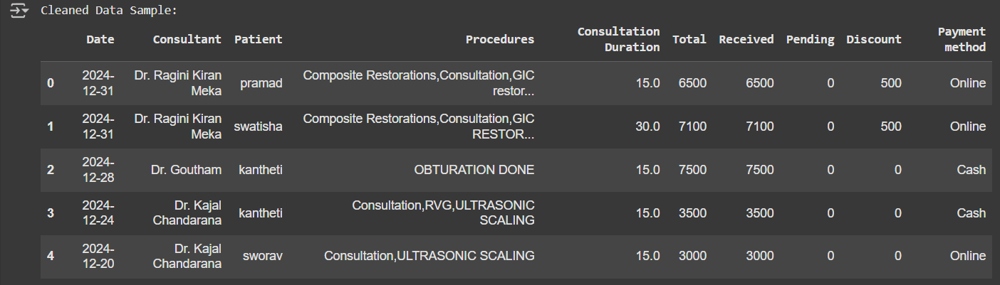 Cleaned Data Sample:
Date Consultant Patient Procedures Consultation Duration Total Received Pending Discount Payment method
0 2024-12-31 Dr. Ragini Kiran Meka pramad Composite Restorations,Consultation,GIC restor... 15.0 6500 6500 0 500 Online
1 2024-12-31 Dr. Ragini Kiran Meka swatisha Composite Restorations,Consultation,GIC RESTOR... 30.0 7100 7100 0 500 Online
2 2024-12-28 Dr. Goutham kantheti OBTURATION DONE 15.0 7500 7500 0 0 Cash
3 2024-12-24 Dr. Kajal Chandarana kantheti Consultation,RVG,ULTRASONIC SCALING 15.0 3500 3500 0 0 Cash
4 2024-12-20 Dr. Kajal Chandarana sworav Consultation,ULTRASONIC SCALING 15.0 3000 3000 0 0 Online